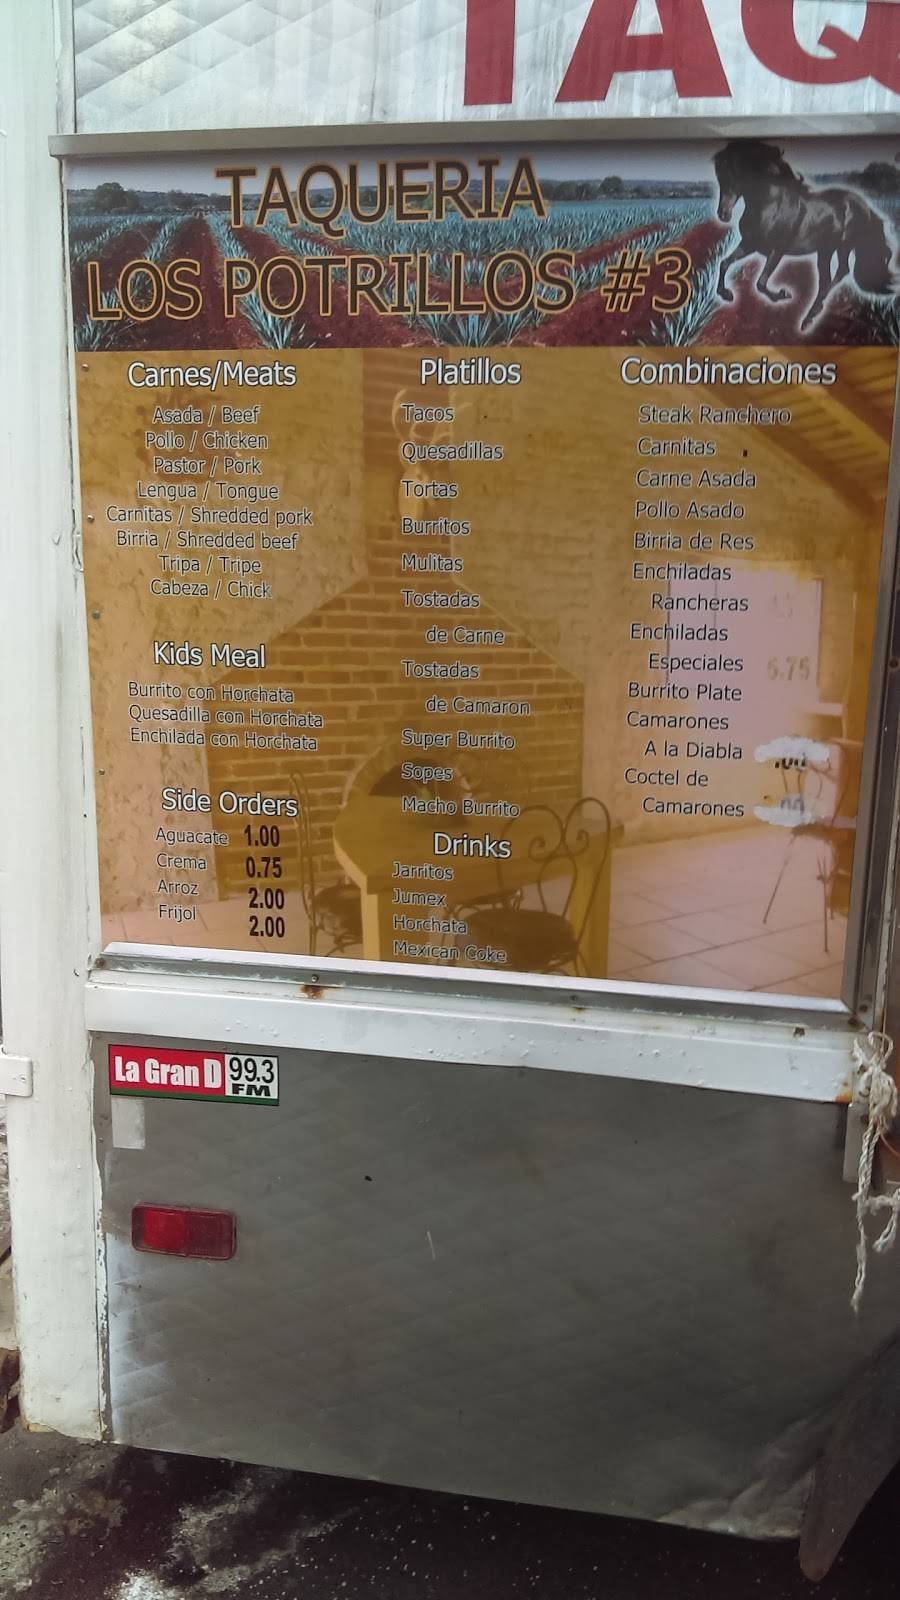 TAQ
TAQUERIA
LOS POTRILLOS #3
Carnes/Meats
Asada / Beef
Pollo / Chicken
Pastor / Pork
Lengua / Tongue
Carnitas / Shredded pork
Birria / Shredded beef
Tripa / Tripe
Cabeza / Chick
Kids Meal
Burrito con Horchata
Quesadilla con Horchata
Enchilada con Horchata
Side Orders
Aguacate 1.00
Crema 0.75
Arroz 2.00
Frijol 2.00
Platillos
Tacos
Quesadillas
Tortas
Burritos
Mulitas
Tostadas
de Carne
Tostadas
de Camaron
Super Burrito
Sopes
Macho Burrito
Drinks
Jarritos
Jumex
Horchata
Mexican Coke
Combinaciones
Steak Ranchero
Carnitas
Carne Asada
Pollo Asado
Birria de Res
Enchiladas
Rancheras
Enchiladas
Especiales
Burrito Plate
Camarones
A la Diabla
Coctel de
Camarones
La Gran D 99.3
FM